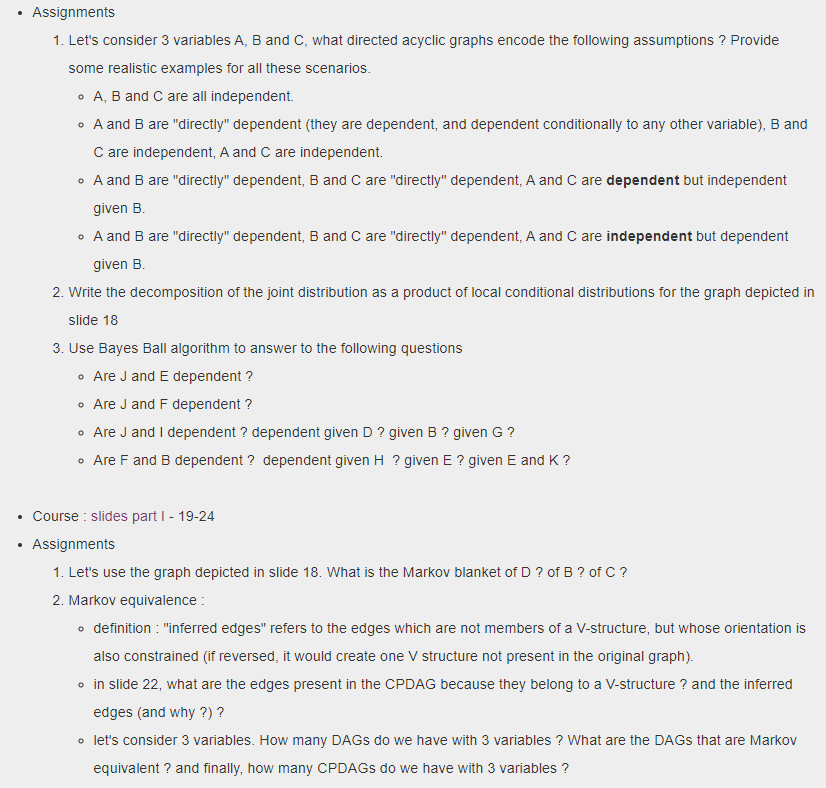 Assignments
1. Let's consider 3 variables A, B and C, what directed acyclic graphs encode the following assumptions ? Provide
some realistic examples for all these scenarios.
A, B and C are all independent.
A and B are "directly" dependent (they are dependent, and dependent conditionally to any other variable), B and
C are independent, A and C are independent.
A and B are "directly" dependent, B and C are "directly" dependent, A and C are dependent but independent
given B.
A and B are "directly" dependent, B and C are "directly" dependent, A and C are independent but dependent
given B.
2. Write the decomposition of the joint distribution as a product of local conditional distributions for the graph depicted in
slide 18
3. Use Bayes Ball algorithm to answer to the following questions
Are J and E dependent ?
Are J and F dependent ?
Are J and I dependent ? dependent given D ? given B ? given G ?
Are F and B dependent ?  dependent given H  ? given E ? given E and K ?
Course : slides part I - 19-24
Assignments
1. Let's use the graph depicted in slide 18. What is the Markov blanket of D ? of B ? of C ?
2. Markov equivalence :
definition : "inferred edges" refers to the edges which are not members of a V-structure, but whose orientation is
also constrained (if reversed, it would create one V structure not present in the original graph).
in slide 22, what are the edges present in the CPDAG because they belong to a V-structure ? and the inferred
edges (and why ?) ?
let's consider 3 variables. How many DAGs do we have with 3 variables ? What are the DAGs that are Markov
equivalent ? and finally, how many CPDAGs do we have with 3 variables ?